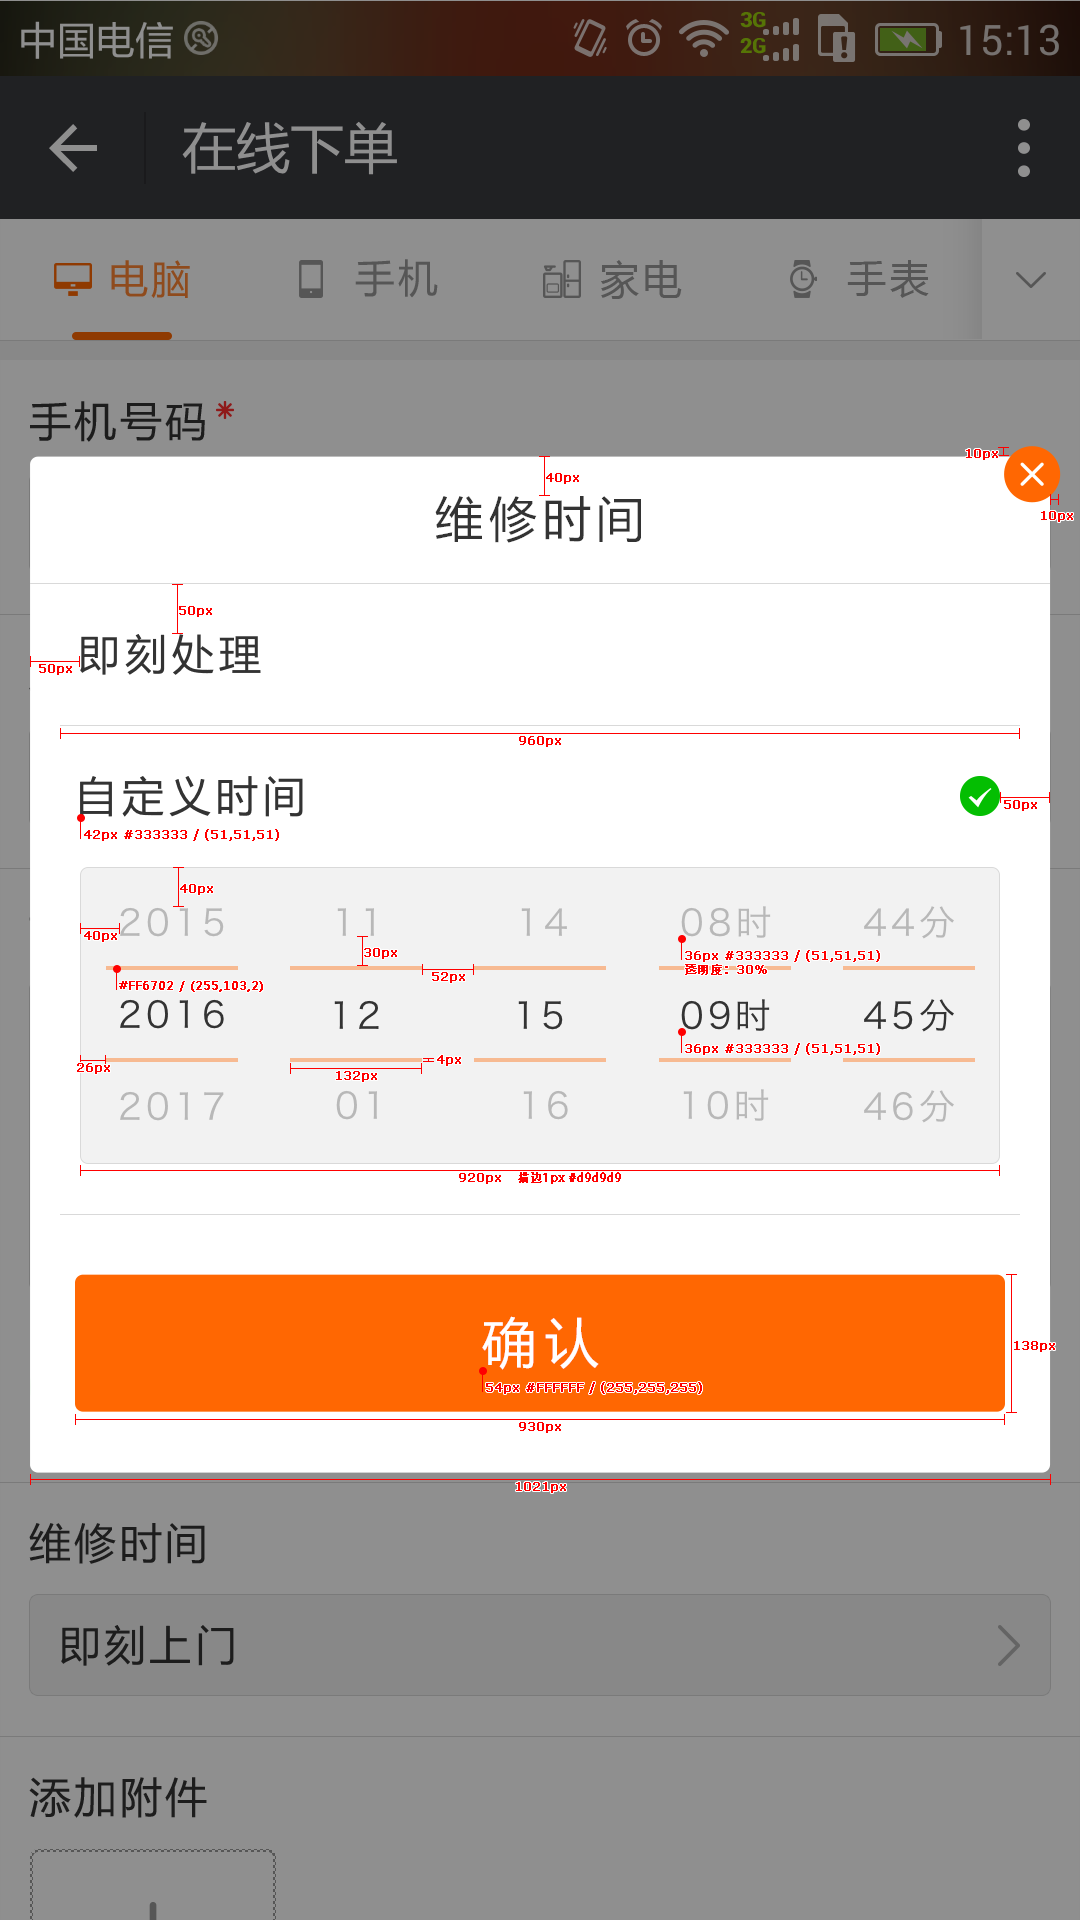 中国电信 3G 2G 15:13
在线下单
电脑 手机 家电 手表
手机号码*
10px
40px
维修时间
10px
50px
即刻处理
50px
960px
自定义时间
50px
42px #333333 / (51,51,51)
40px
2015 11 14 08时 44分
40px
30px
36px #333333 / (51,51,51)
透明度：30%
52px
#FF6702 / (255,103,2)
2016 12 15 09时 45分
36px #333333 / (51,51,51)
4px
26px
132px
2017 01 16 10时 46分
920px 描边1px #d9d9d9
确认
138px
54px #FFFFFF / (255,255,255)
930px
1021px
维修时间
即刻上门
添加附件